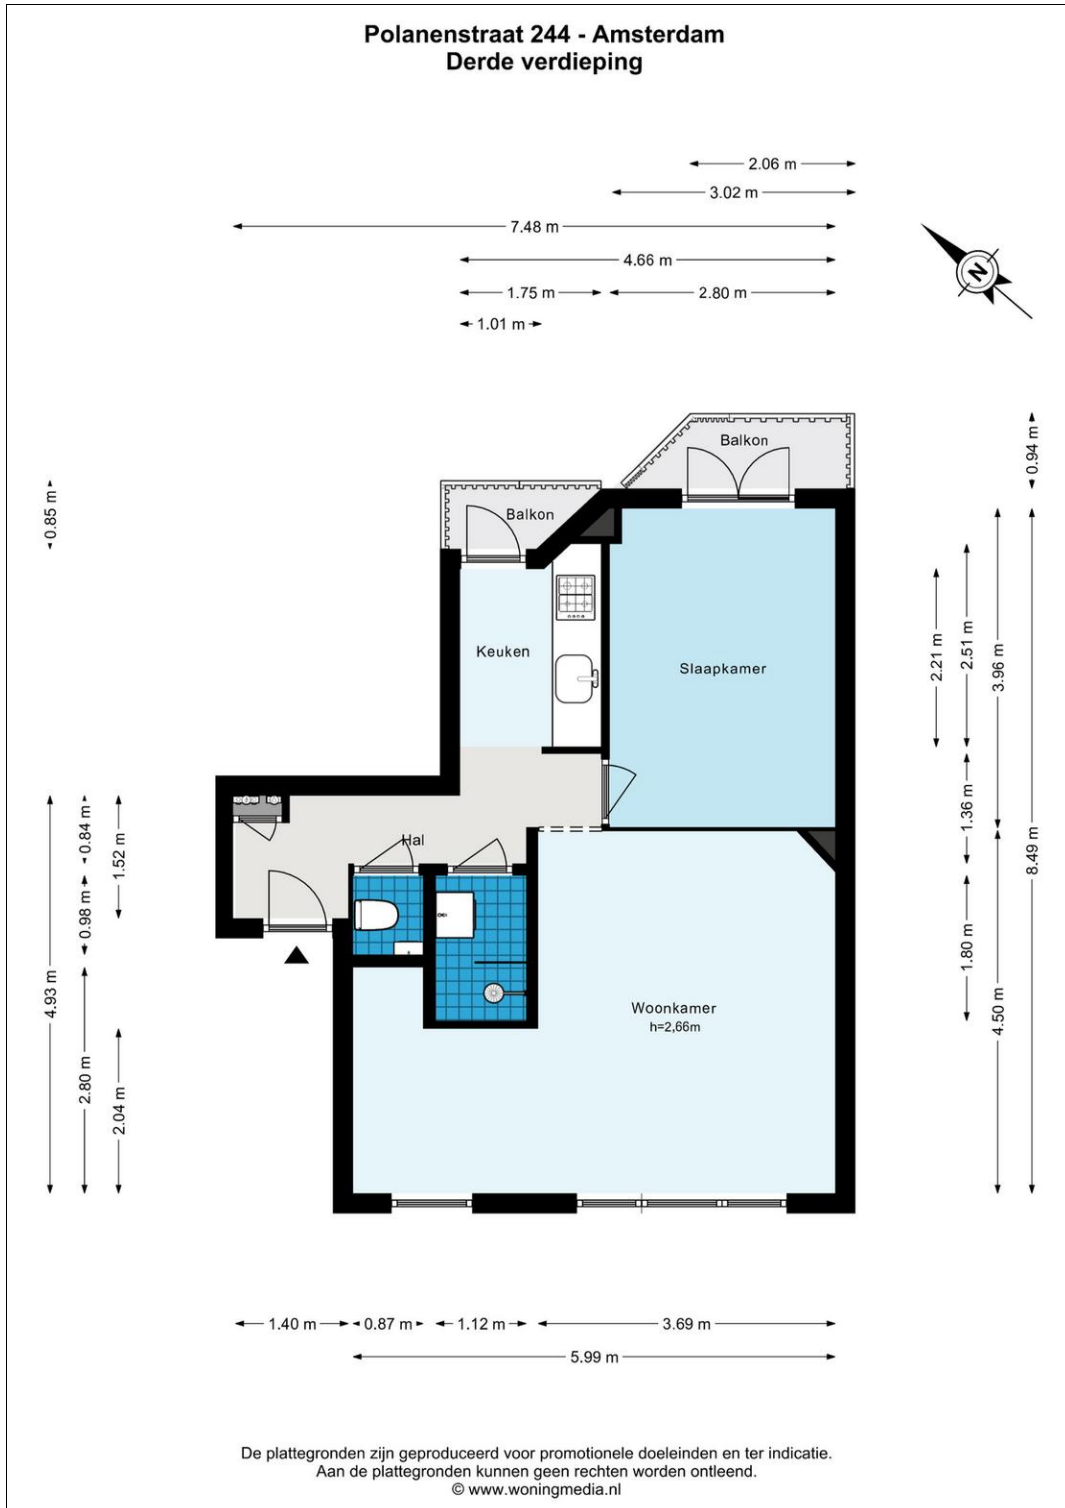 Polanenstraat 244 - Amsterdam
Derde verdieping
2.06 m
3.02 m
7.48 m
4.66 m
1.75 m
2.80 m
1.01 m
N
0.94 m
0.85 m
Balkon
Balkon
Keuken
Slaapkamer
2.21 m
2.51 m
3.96 m
1.36 m
8.49 m
Hal
4.93 m
0.84 m
0.98 m
2.80 m
1.52 m
2.04 m
1.80 m
4.50 m
Woonkamer
h=2,66m
1.40 m
0.87 m
1.12 m
3.69 m
5.99 m
De plattegronden zijn geproduceerd voor promotionele doeleinden en ter indicatie.
Aan de plattegronden kunnen geen rechten worden ontleend.
© www.woningmedia.nl